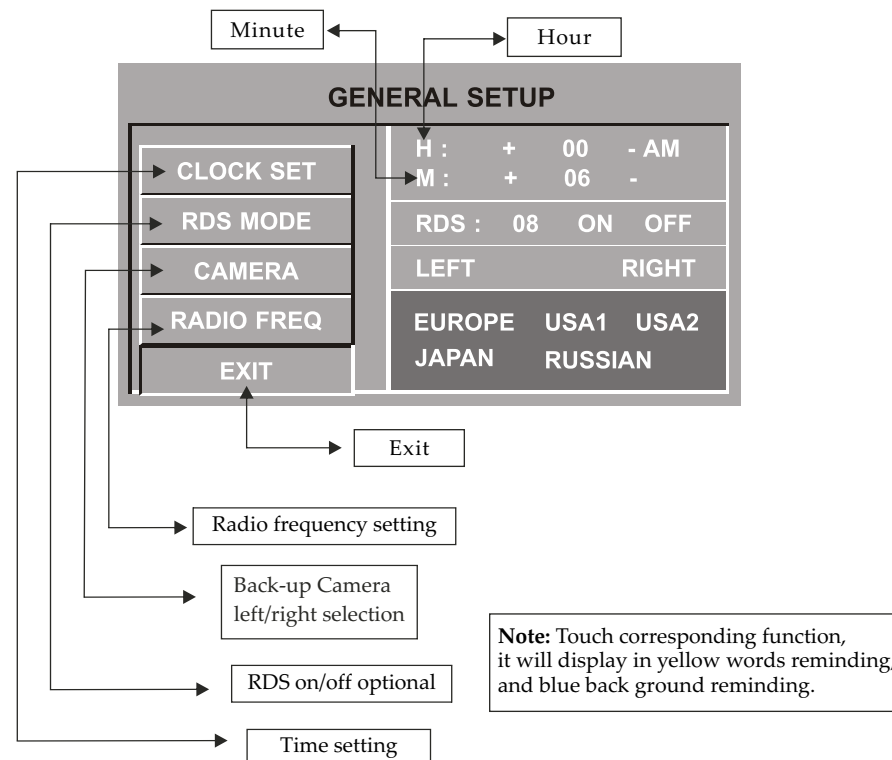 Minute
Hour
GENERAL SETUP
CLOCK SET
H : + 00 - AM
M : + 06 -
RDS MODE
RDS : 08 ON OFF
CAMERA
LEFT RIGHT
RADIO FREQ
EUROPE USA1 USA2
JAPAN RUSSIAN
EXIT
Exit
Radio frequency setting
Back-up Camera
left/right selection
Note: Touch corresponding function,
it will display in yellow words reminding,
and blue back ground reminding.
RDS on/off optional
Time setting